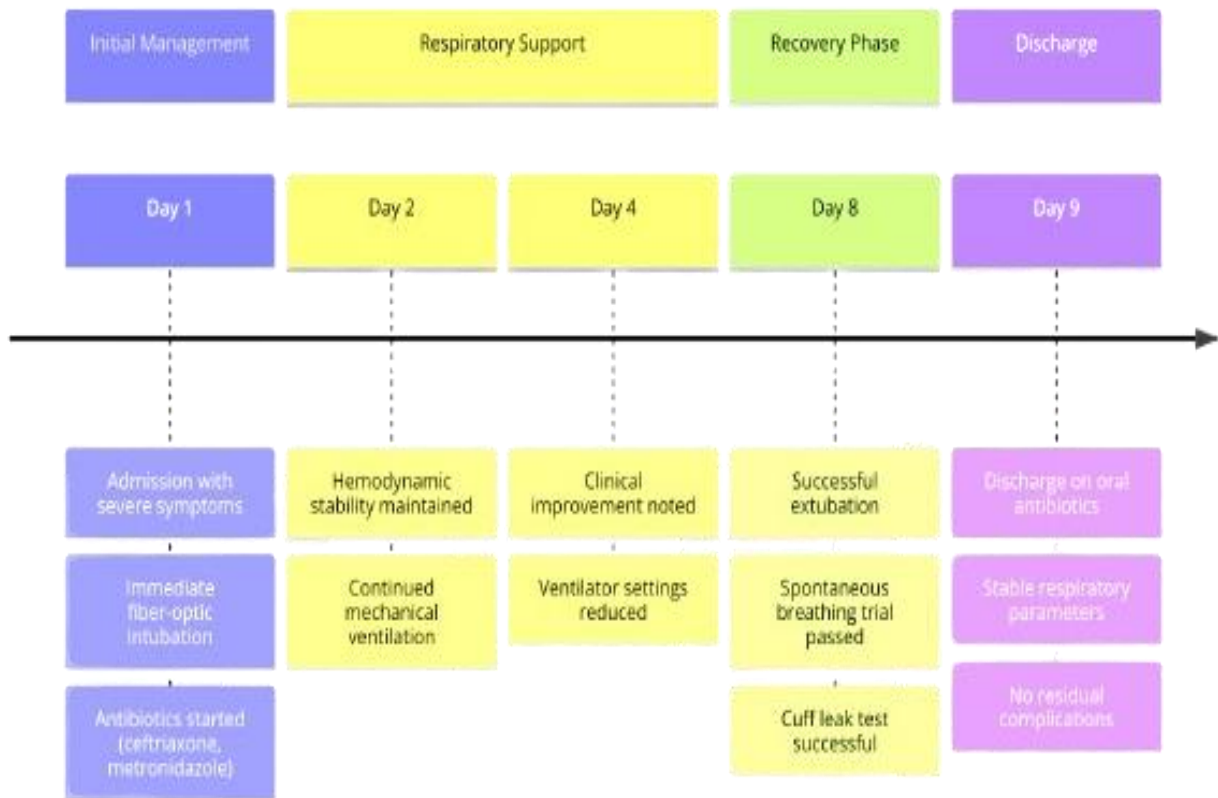 Initial Management
Respiratory Support
Recovery Phase
Discharge
Day 1
Day 2
Day 4
Day 8
Day 9
Admission with
severe symptoms
Immediate
fiber-optic
intubation
Antibiotics started
(ceftriaxone,
metronidazole)
Hemodynamic
stability maintained
Continued
mechanical
ventilation
Clinical
improvement noted
Ventilator settings
reduced
Successful
extubation
Spontaneous
breathing trial
passed
Cuff leak test
successful
Discharge on oral
antibiotics
Stable respiratory
parameters
No residual
complications